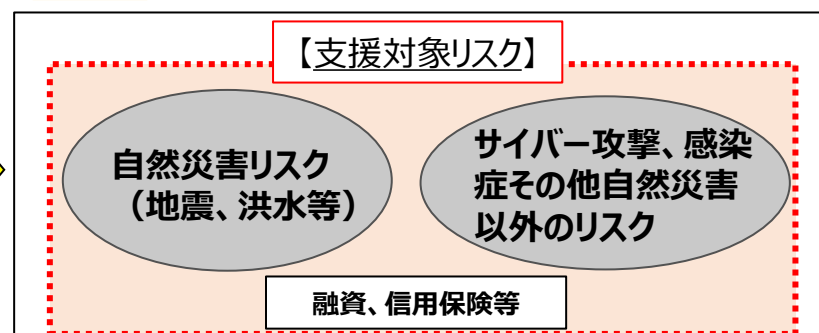 【支援対象リスク】
自然災害リスク
（地震、洪水等）
サイバー攻撃、感染
症その他自然災害
以外のリスク
融資、信用保険等